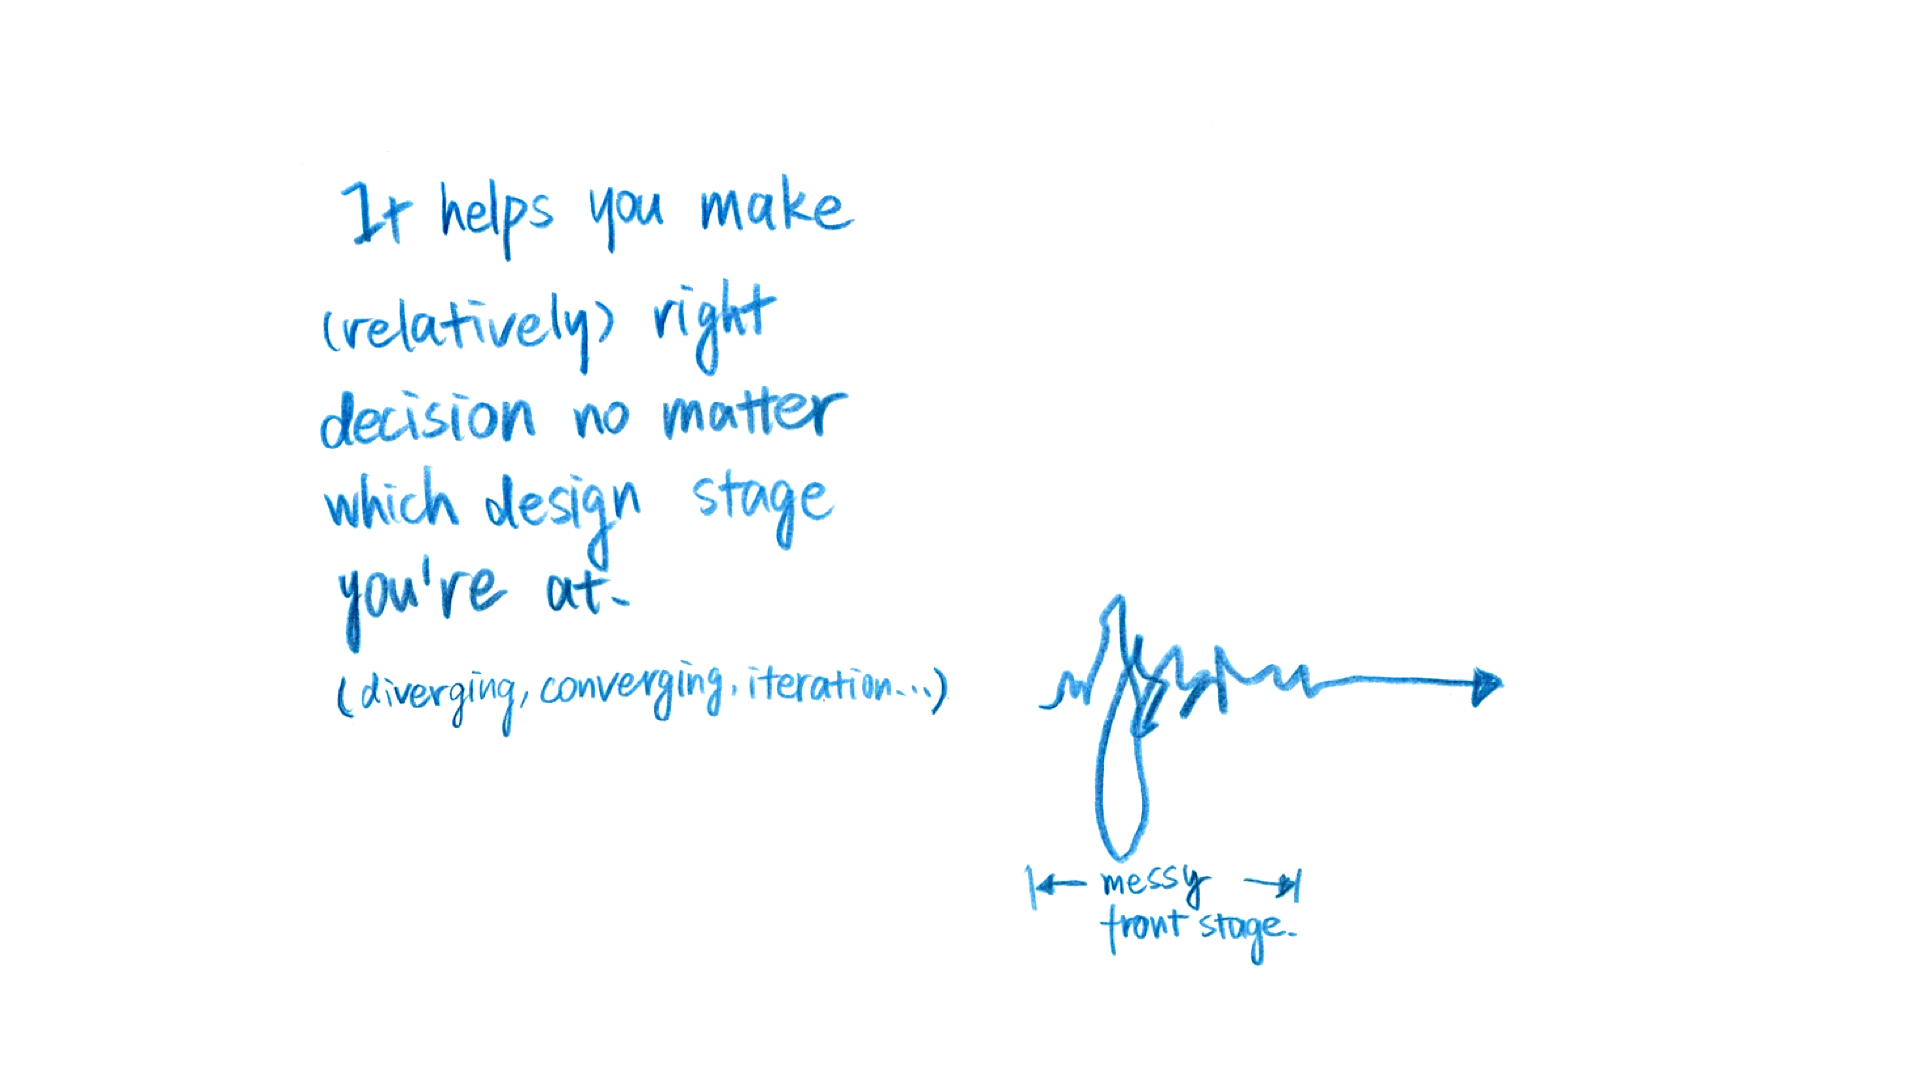 It helps you make
(relatively) right
decision no matter
which design stage
you're at.
(diverging, converging, iteration...)
messy
front stage.